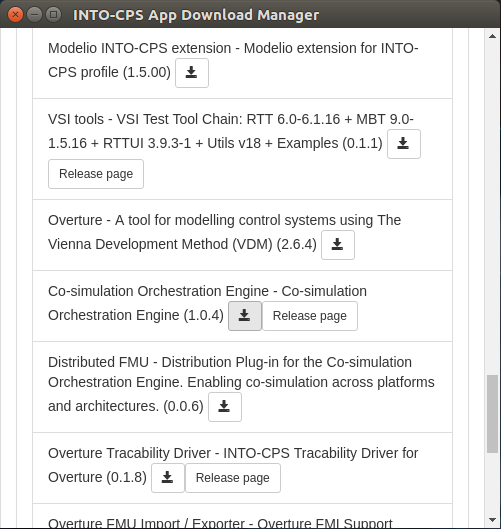 INTO-CPS App Download Manager
Modelio INTO-CPS extension - Modelio extension for INTO-
CPS profile (1.5.00)
VSI tools - VSI Test Tool Chain: RTT 6.0-6.1.16 + MBT 9.0-
1.5.16 + RTTUI 3.9.3-1 + Utils v18 + Examples (0.1.1)
Release page
Overture - A tool for modelling control systems using The
Vienna Development Method (VDM) (2.6.4)
Co-simulation Orchestration Engine - Co-simulation
Orchestration Engine (1.0.4) Release page
Distributed FMU - Distribution Plug-in for the Co-simulation
Orchestration Engine. Enabling co-simulation across platforms
and architectures. (0.0.6)
Overture Tracability Driver - INTO-CPS Tracability Driver for
Overture (0.1.8) Release page
Overture FMU Import / Exporter - Overture FMI Support